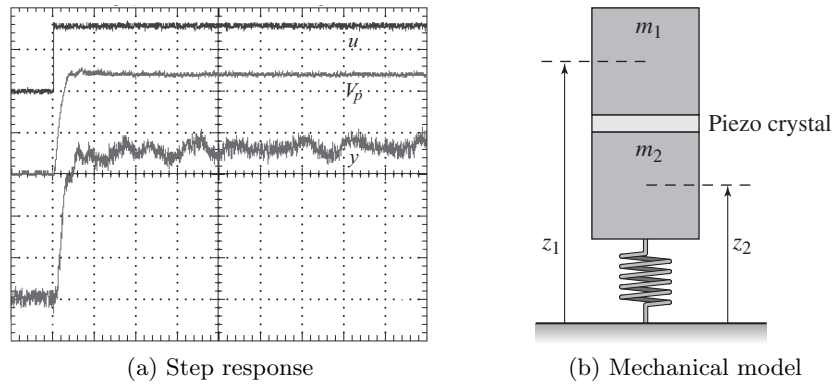 u
V_p
y
(a) Step response
m_1
Piezo crystal
m_2
z_1
z_2
(b) Mechanical model